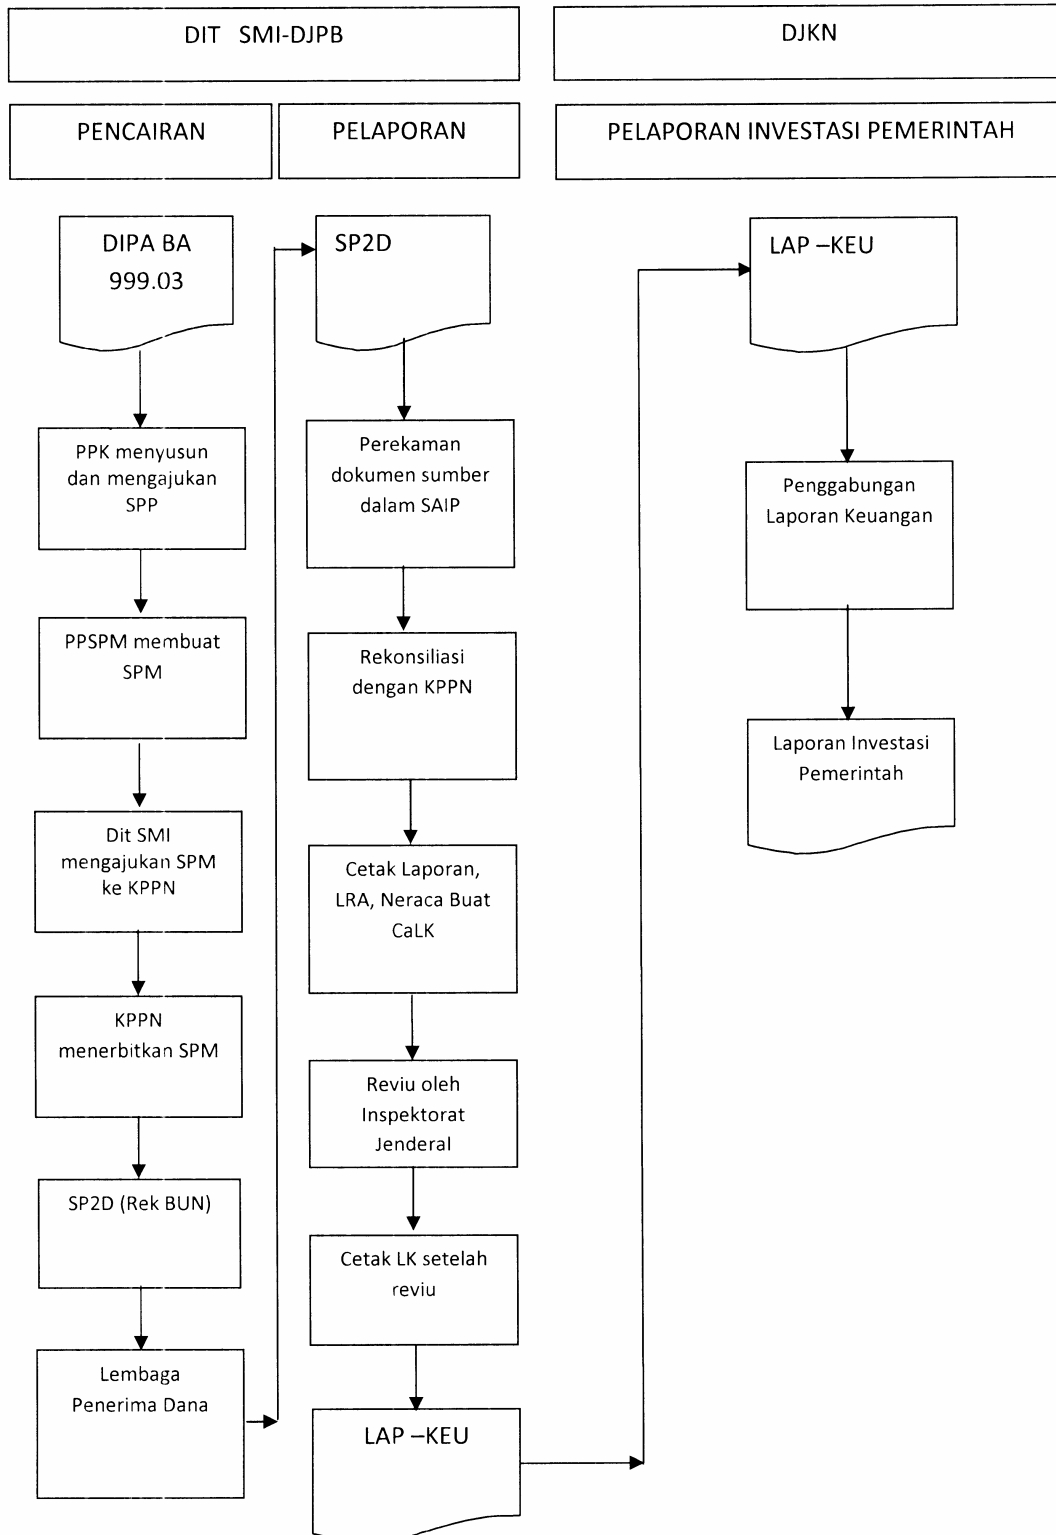 DIT SMI-DJPB
DJKN
PENCAIRAN
PELAPORAN
PELAPORAN INVESTASI PEMERINTAH
DIPA BA
999.03
PPK menyusun
dan mengajukan
SPP
PPSPM membuat
SPM
Dit SMI
mengajukan SPM
ke KPPN
KPPN
menerbitkan SPM
SP2D (Rek BUN)
Lembaga
Penerima Dana
SP2D
Perekaman
dokumen sumber
dalam SAIP
Rekonsiliasi
dengan KPPN
Cetak Laporan,
LRA, Neraca Buat
CaLK
Reviu oleh
Inspektorat
Jenderal
Cetak LK setelah
reviu
LAP –KEU
LAP –KEU
Penggabungan
Laporan Keuangan
Laporan Investasi
Pemerintah